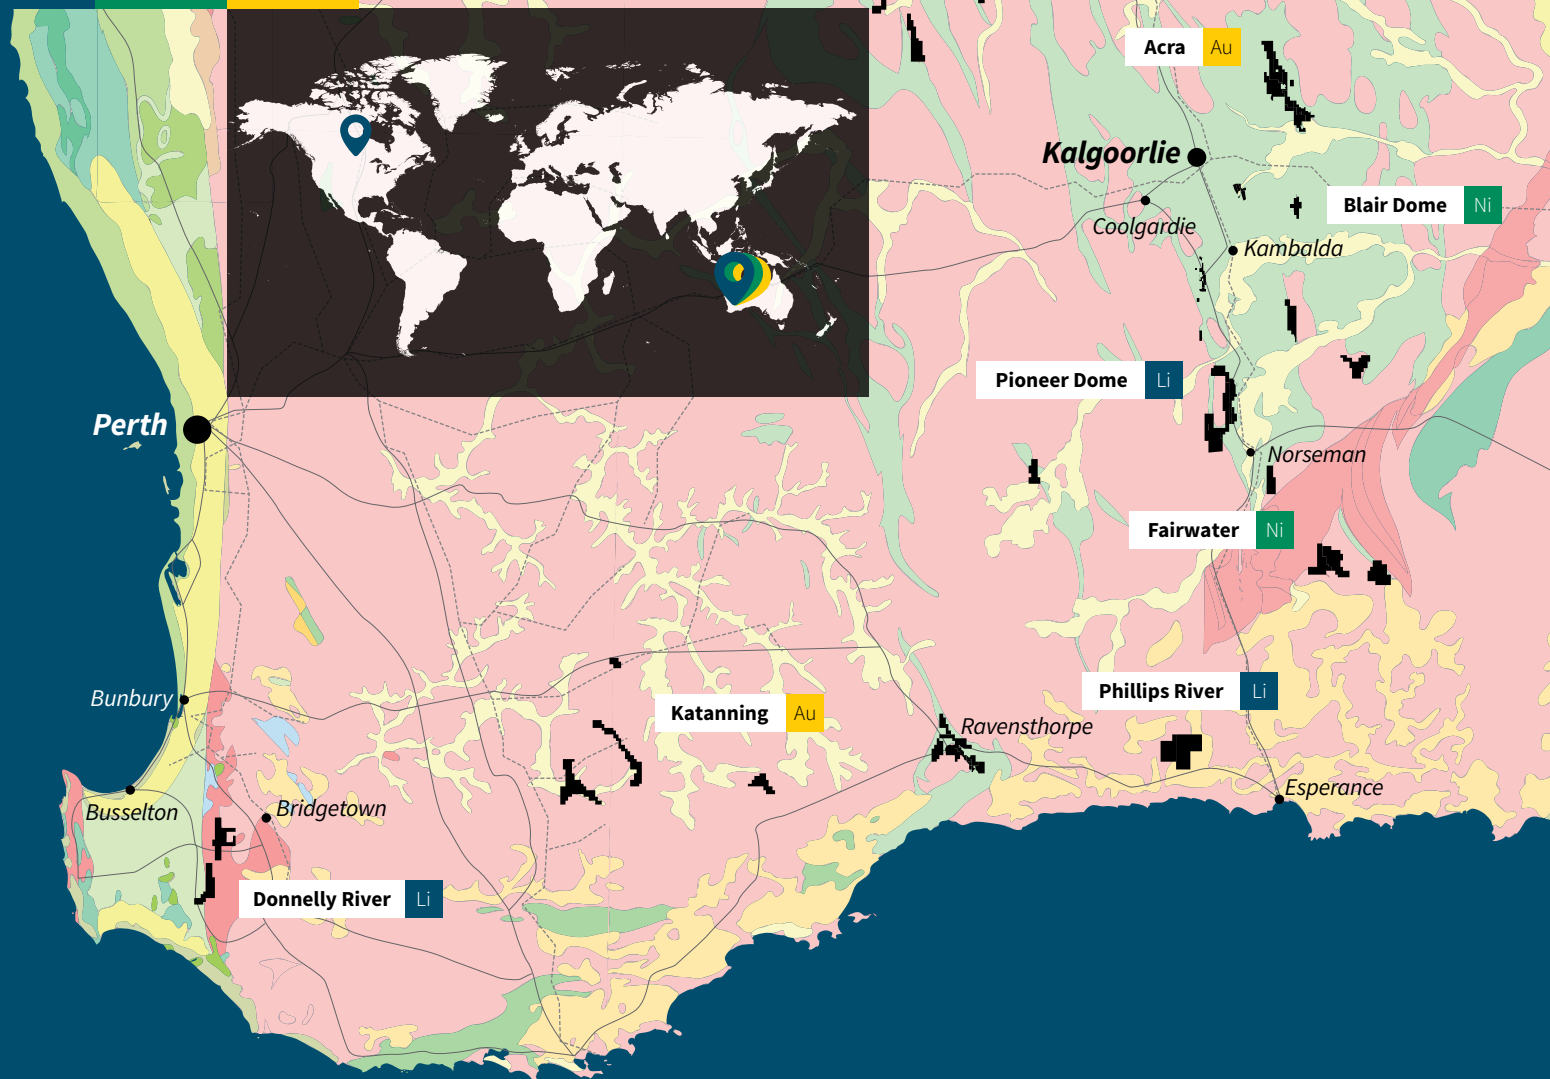 Acra Au
Kalgoorlie
Blair Dome Ni
Coolgardie
Kambalda
Pioneer Dome Li
Perth
Norseman
Fairwater Ni
Phillips River Li
Bunbury
Katanning Au
Ravensthorpe
Esperance
Busselton
Bridgetown
Donnelly River Li